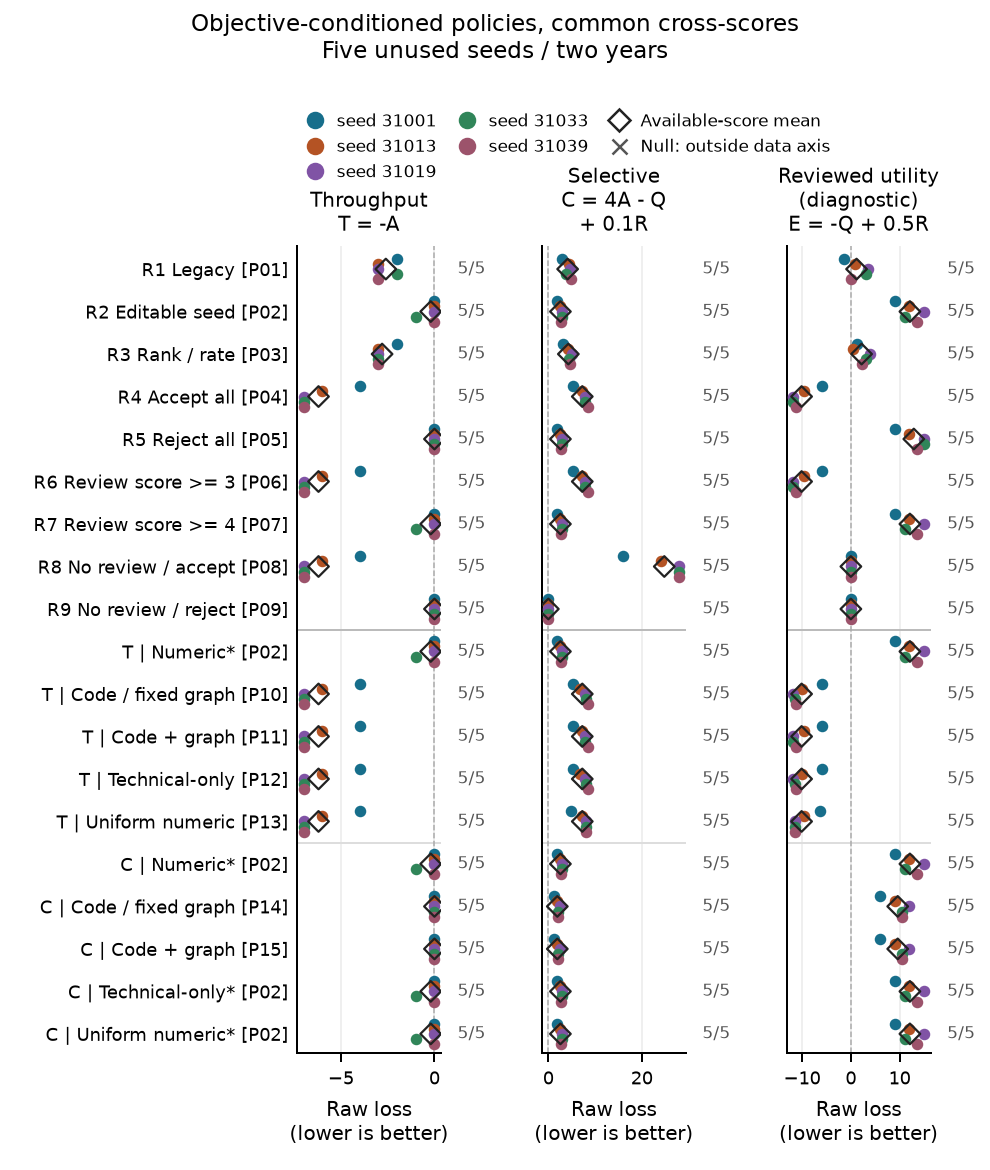 Objective-conditioned policies, common cross-scores
Five unused seeds / two years
seed 31001
seed 31013
seed 31019
seed 31033
seed 31039
Available-score mean
Null: outside data axis
Throughput
T = -A
Selective
C = 4A - Q
+ 0.1R
Reviewed utility
(diagnostic)
E = -Q + 0.5R
R1 Legacy [P01] 5/5 5/5 5/5
R2 Editable seed [P02] 5/5 5/5 5/5
R3 Rank / rate [P03] 5/5 5/5 5/5
R4 Accept all [P04] 5/5 5/5 5/5
R5 Reject all [P05] 5/5 5/5 5/5
R6 Review score >= 3 [P06] 5/5 5/5 5/5
R7 Review score >= 4 [P07] 5/5 5/5 5/5
R8 No review / accept [P08] 5/5 5/5 5/5
R9 No review / reject [P09] 5/5 5/5 5/5
T | Numeric* [P02] 5/5 5/5 5/5
T | Code / fixed graph [P10] 5/5 5/5 5/5
T | Code + graph [P11] 5/5 5/5 5/5
T | Technical-only [P12] 5/5 5/5 5/5
T | Uniform numeric [P13] 5/5 5/5 5/5
C | Numeric* [P02] 5/5 5/5 5/5
C | Code / fixed graph [P14] 5/5 5/5 5/5
C | Code + graph [P15] 5/5 5/5 5/5
C | Technical-only* [P02] 5/5 5/5 5/5
C | Uniform numeric* [P02] 5/5 5/5 5/5
−5 0 0 20 −10 0 10
Raw loss
(lower is better)
Raw loss
(lower is better)
Raw loss
(lower is better)